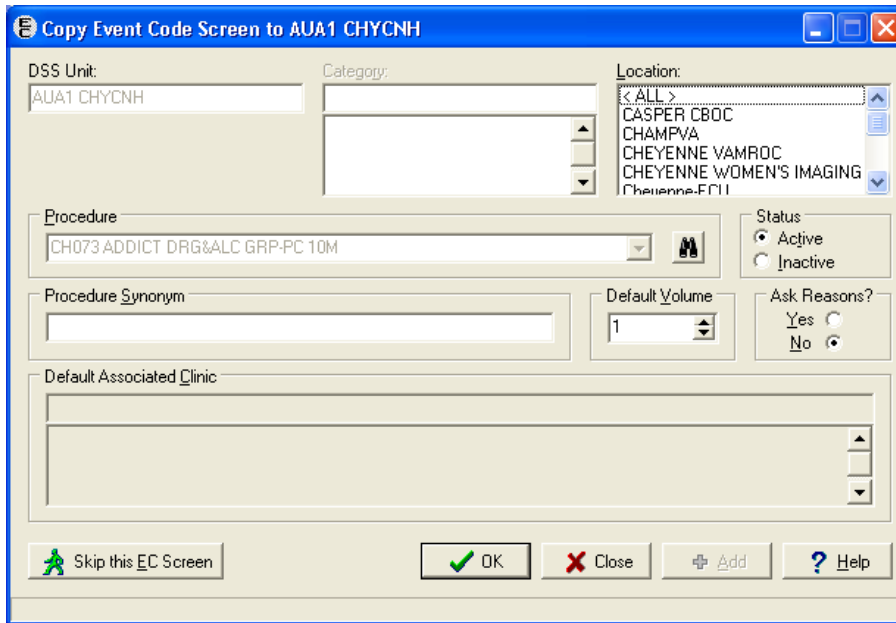 Copy Event Code Screen to AUA1 CHYCNH
DSS Unit:
AUA1 CHYCNH
Category:
Location:
< ALL >
CASPER CBOC
CHAMPVA
CHEYENNE VAMROC
CHEYENNE WOMEN'S IMAGING
Cheyenne-ECU
Procedure
CH073 ADDICT DRG&ALC GRP-PC 10M
Status
Active
Inactive
Procedure Synonym
Default Volume
1
Ask Reasons?
Yes
No
Default Associated Clinic
Skip this EC Screen
OK
Close
Add
Help